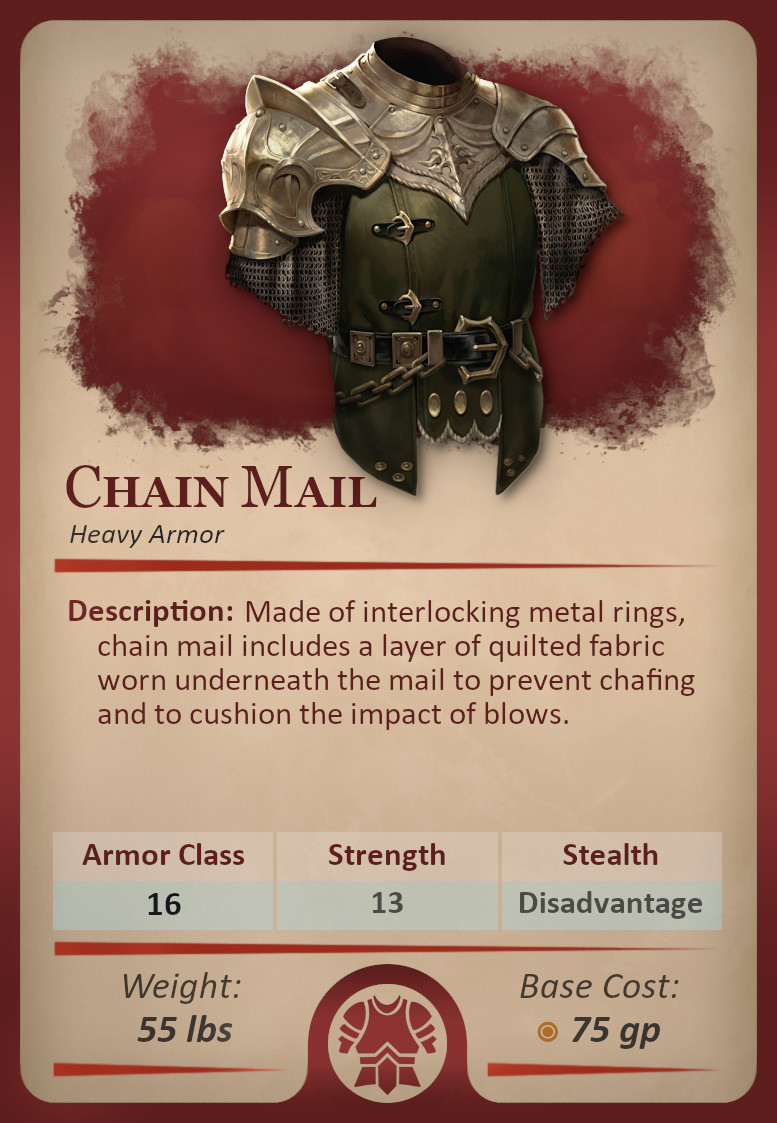 Chain Mail
Heavy Armor
Description: Made of interlocking metal rings,
chain mail includes a layer of quilted fabric
worn underneath the mail to prevent chafing
and to cushion the impact of blows.
Armor Class Strength Stealth
16 13 Disadvantage
Weight: Base Cost:
55 lbs 75 gp